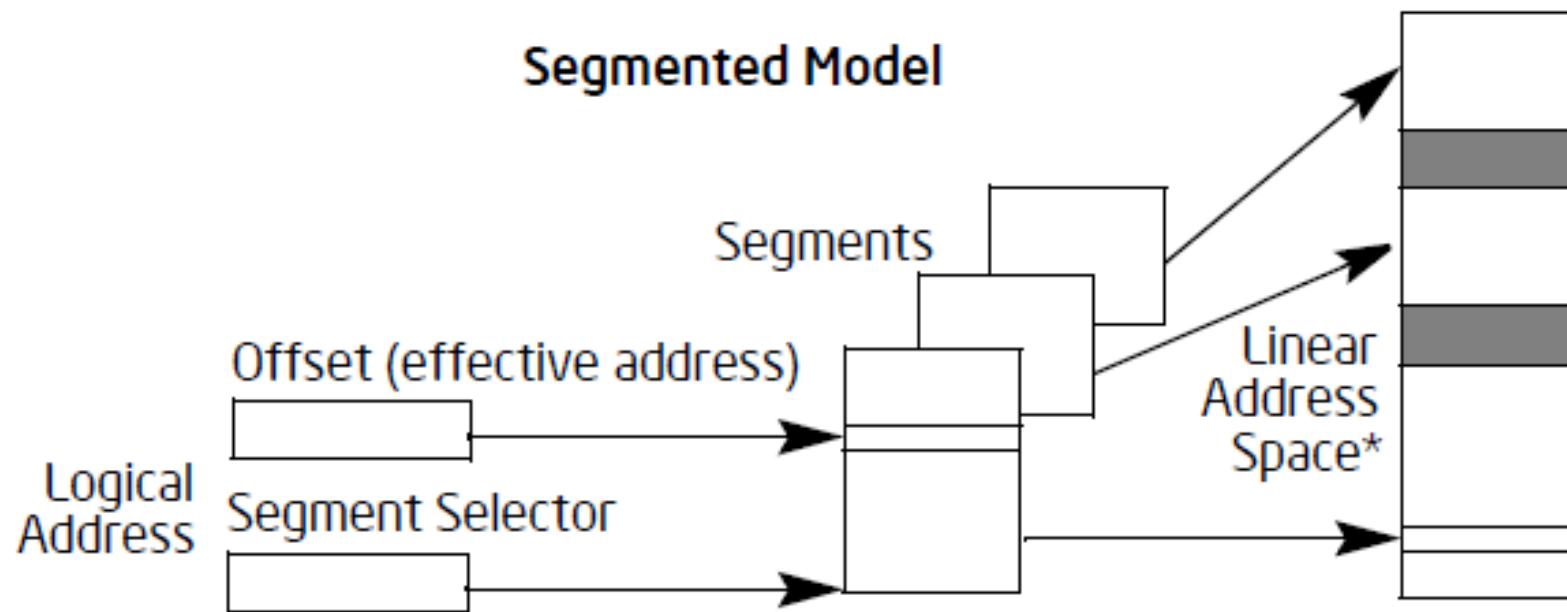 Segmented Model
Segments
Offset (effective address)
Linear
Address
Space*
Logical
Address
Segment Selector